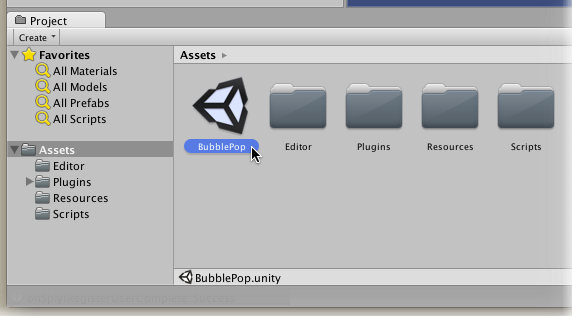 Project
Create
Favorites
All Materials
All Models
All Prefabs
All Scripts
Assets
Editor
Plugins
Resources
Scripts
Assets
BubblePop
Editor
Plugins
Resources
Scripts
BubblePop.unity